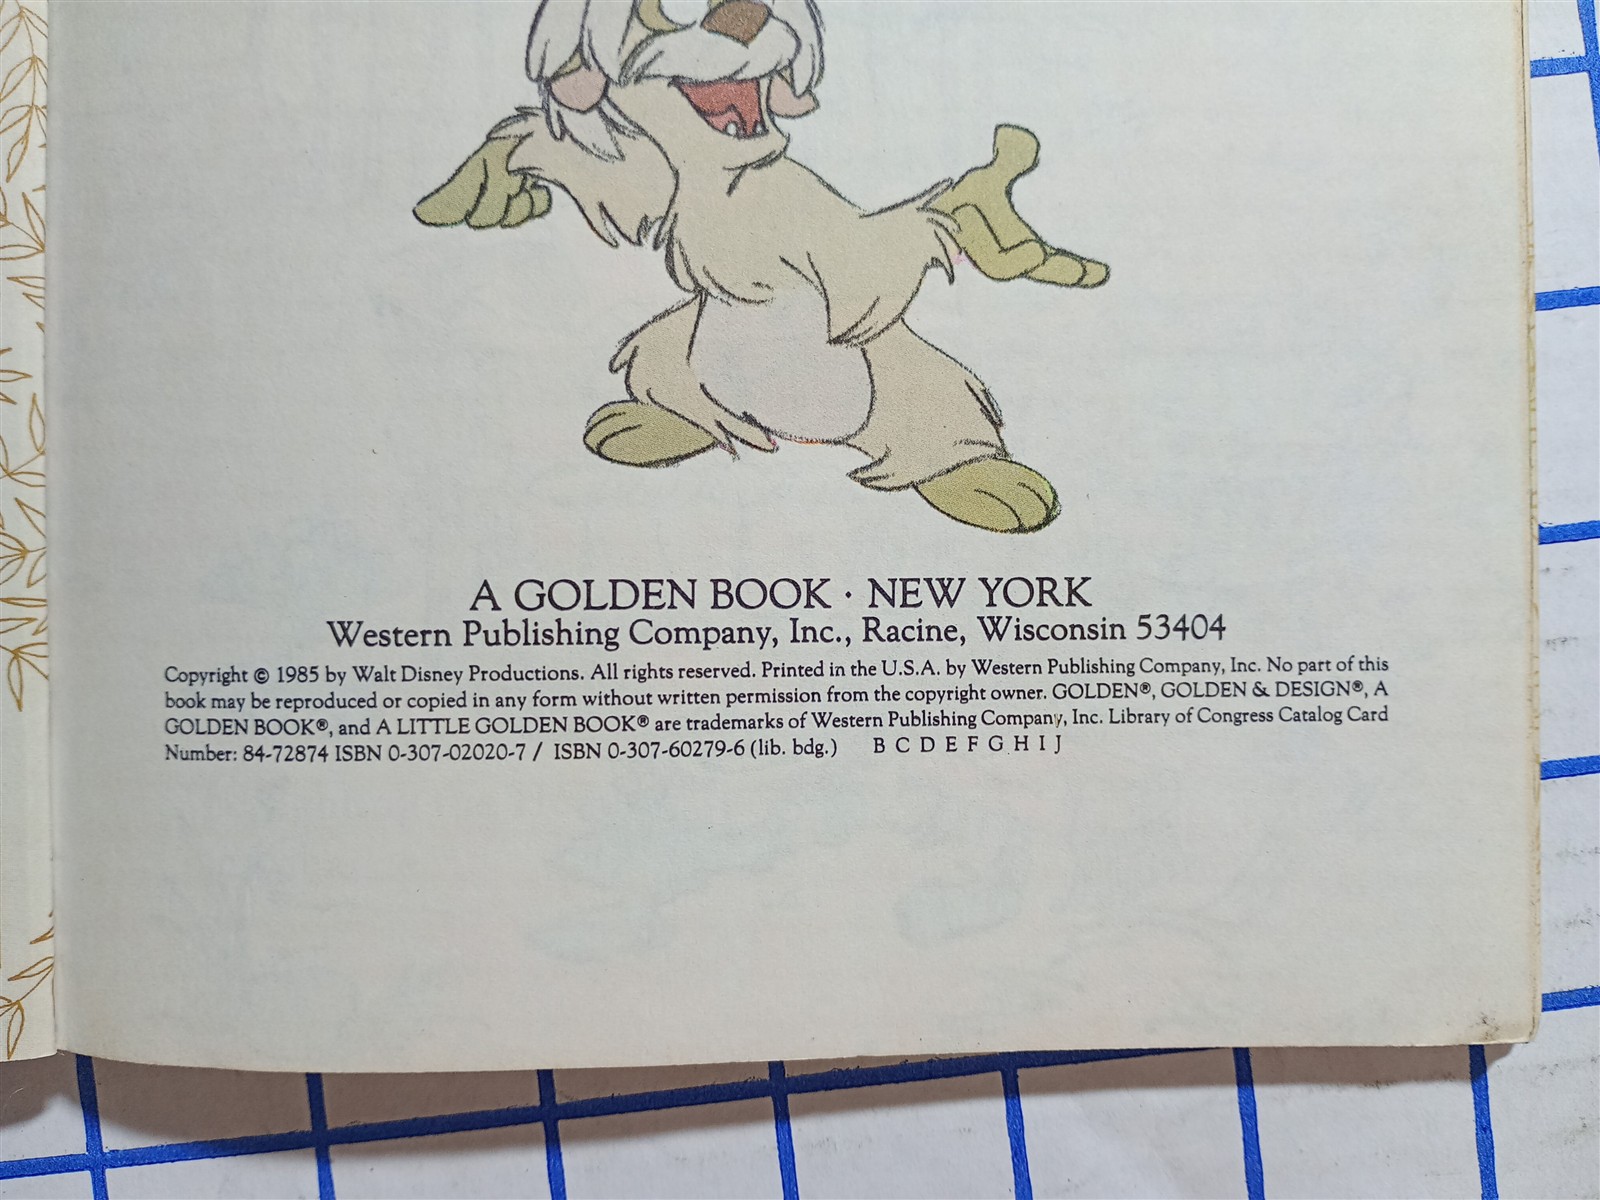 A GOLDEN BOOK · NEW YORK
Western Publishing Company, Inc., Racine, Wisconsin 53404
Copyright © 1985 by Walt Disney Productions. All rights reserved. Printed in the U.S.A. by Western Publishing Company, Inc. No part of this
book may be reproduced or copied in any form without written permission from the copyright owner. GOLDEN®, GOLDEN & DESIGN®, A
GOLDEN BOOK®, and A LITTLE GOLDEN BOOK® are trademarks of Western Publishing Company, Inc. Library of Congress Catalog Card
Number: 84-72874 ISBN 0-307-02020-7 / ISBN 0-307-60279-6 (lib. bdg.) B C D E F G H I J